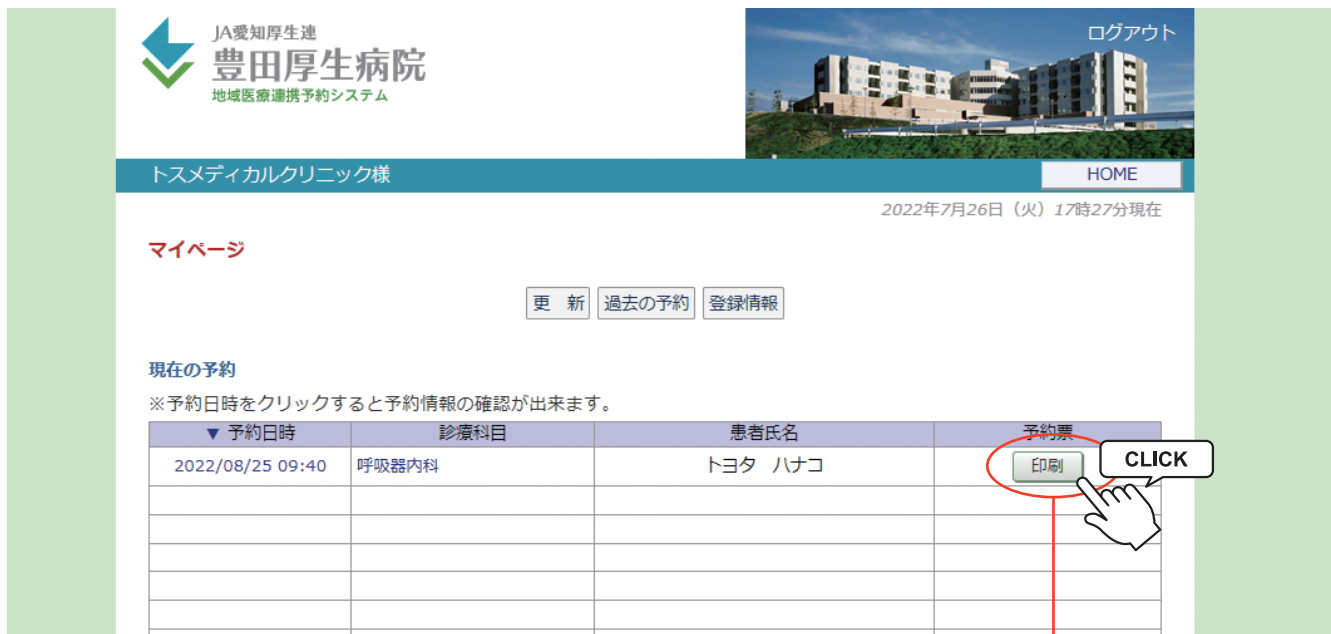 JA愛知厚生連
豊田厚生病院
地域医療連携予約システム
ログアウト
トスメディカルクリニック様
HOME
2022年7月26日（火）17時27分現在
マイページ
更　新
過去の予約
登録情報
現在の予約
※予約日時をクリックすると予約情報の確認が出来ます。
▼ 予約日時 診療科目 患者氏名 予約票
2022/08/25 09:40 呼吸器内科 トヨタ　ハナコ 印刷
CLICK